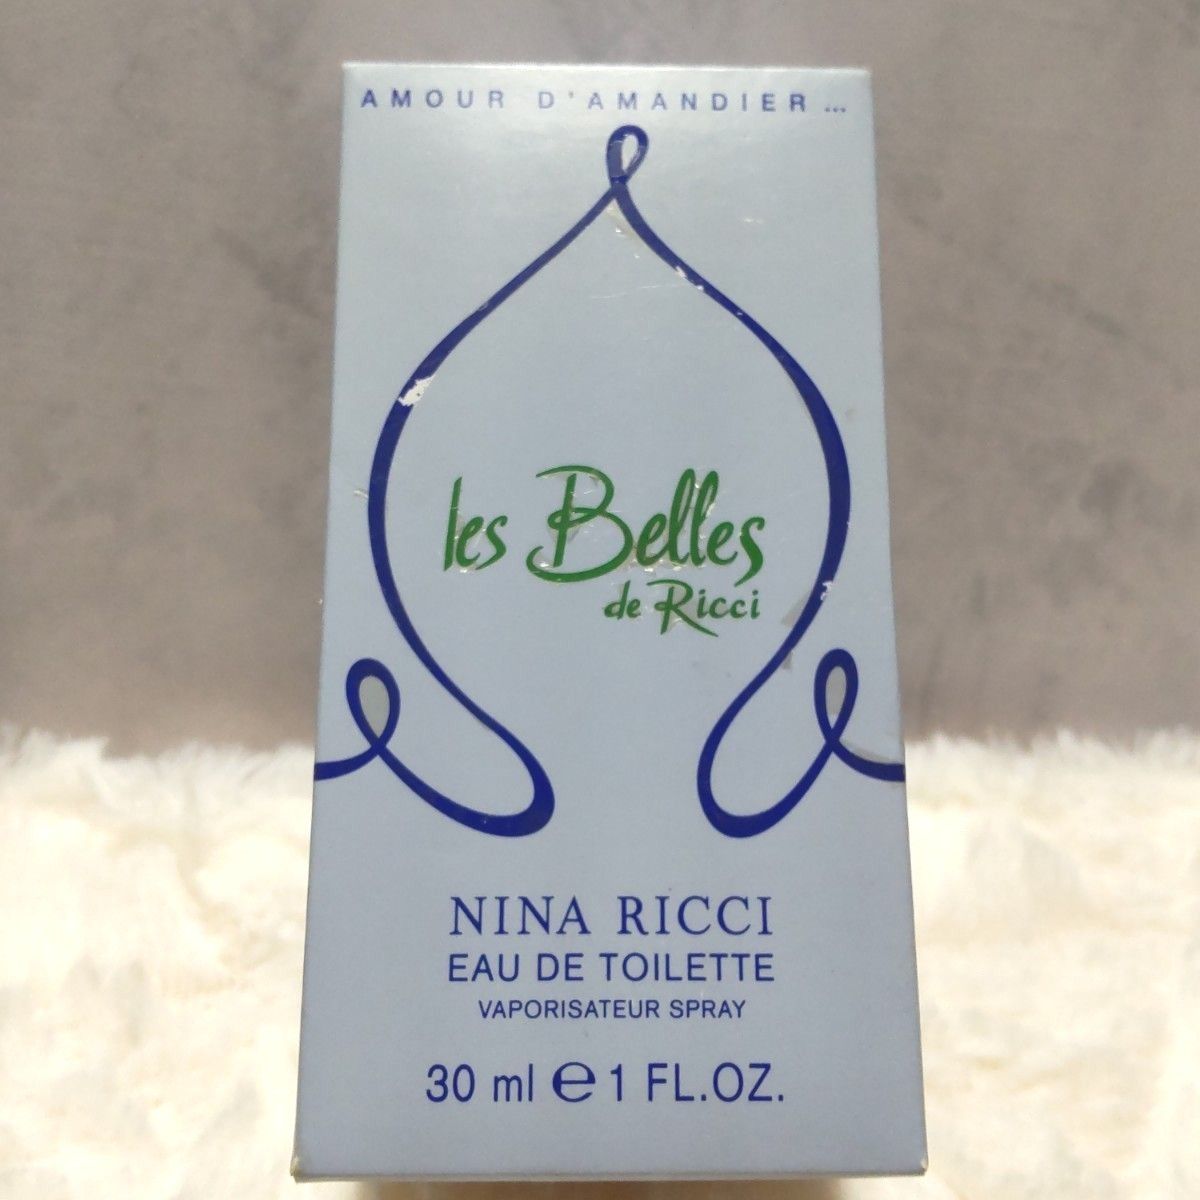 AMOUR D'AMANDIER ...
les Belles
de Ricci
NINA RICCI
EAU DE TOILETTE
VAPORISATEUR SPRAY
30 ml ℮ 1 FL.OZ.